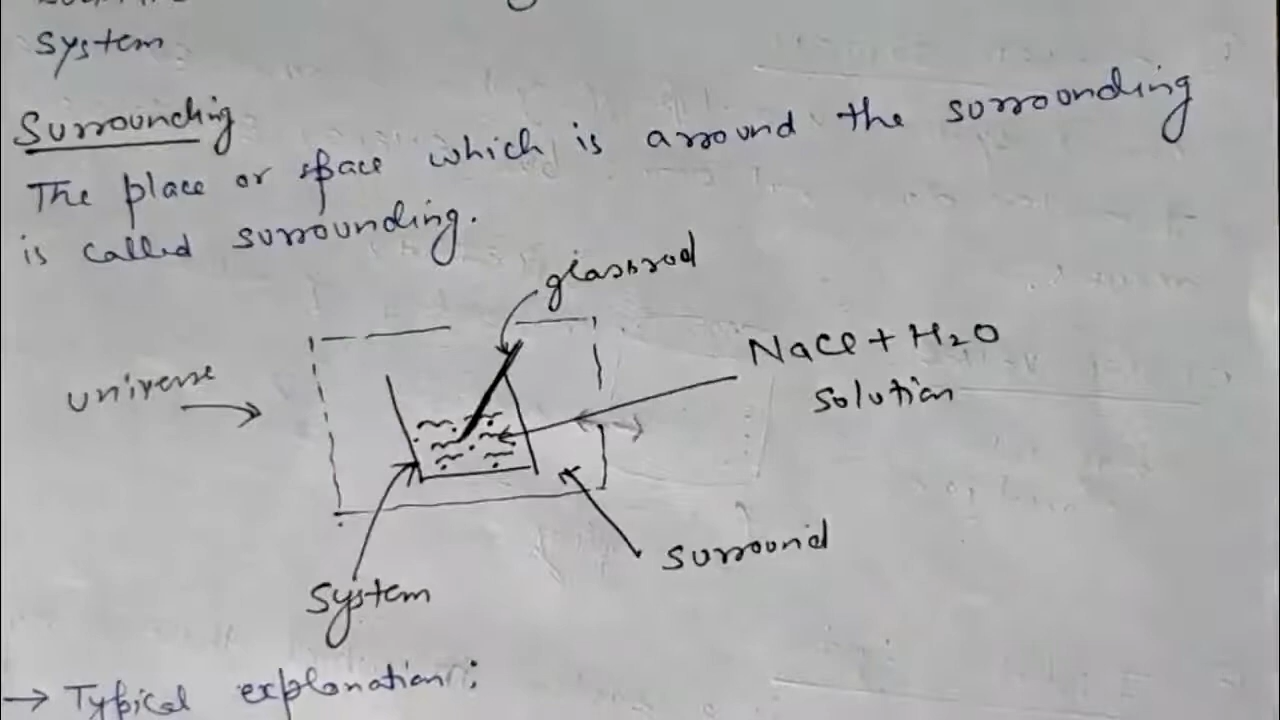 system
Surrounding
The place or space which is arround the surrounding
is called surrounding.
glassrod
universe
NaCl + H2O
solution
System
surround
→ Typical explanation: